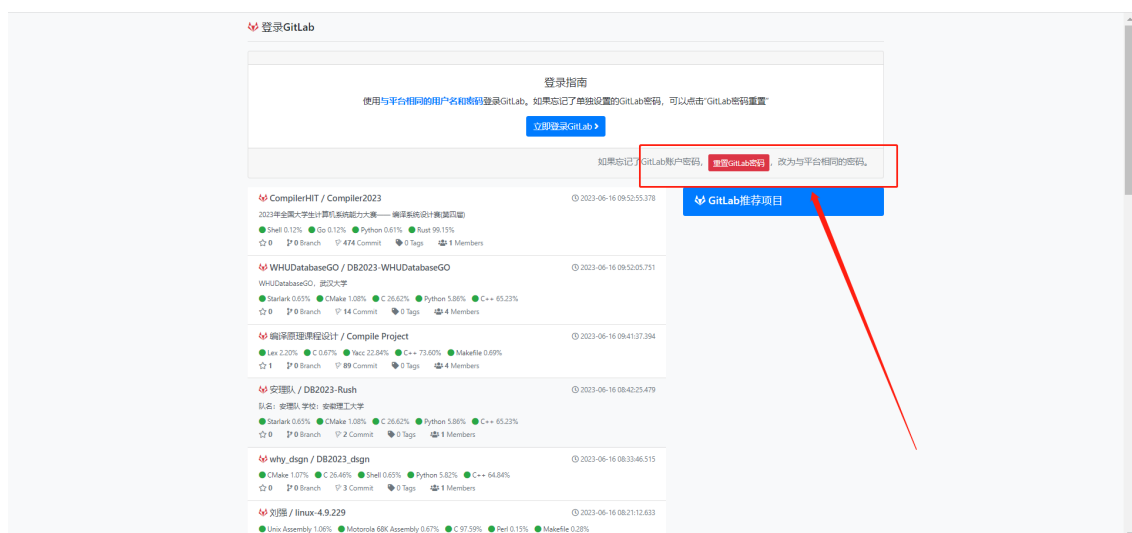 登录GitLab
登录指南
使用与平台相同的用户名和密码登录GitLab。如果忘记了单独设置的GitLab密码，可以点击“GitLab密码重置”
立即登录GitLab
如果忘记了GitLab账户密码， 重置GitLab密码 ，改为与平台相同的密码。
CompilerHIT / Compiler2023 2023-06-16 09:52:55.378
2023年全国大学生计算机系统能力大赛—— 编译系统设计赛(第四届)
Shell 0.12% Go 0.12% Python 0.61% Rust 99.15%
0 0 Branch 474 Commit 0 Tags 1 Members
GitLab推荐项目
WHUDatabaseGO / DB2023-WHUDatabaseGO 2023-06-16 09:52:05.751
WHUDatabaseGO，武汉大学
Starlark 0.65% CMake 1.08% C 26.62% Python 5.86% C++ 65.23%
0 0 Branch 14 Commit 0 Tags 4 Members
编译原理课程设计 / Compile Project 2023-06-16 09:41:37.394
Lex 2.20% C 0.67% Yacc 22.84% C++ 73.60% Makefile 0.69%
1 0 Branch 89 Commit 0 Tags 4 Members
安理队 / DB2023-Rush 2023-06-16 08:42:25.479
队名：安理队 学校：安徽理工大学
Starlark 0.65% CMake 1.08% C 26.62% Python 5.86% C++ 65.23%
0 0 Branch 2 Commit 0 Tags 1 Members
why_dsgn / DB2023_dsgn 2023-06-16 08:33:46.515
CMake 1.07% C 26.46% Shell 0.65% Python 5.82% C++ 64.84%
0 0 Branch 3 Commit 0 Tags 1 Members
刘强 / linux-4.9.229 2023-06-16 08:21:12.633
Unix Assembly 1.06% Motorola 68K Assembly 0.67% C 97.59% Perl 0.15% Makefile 0.28%